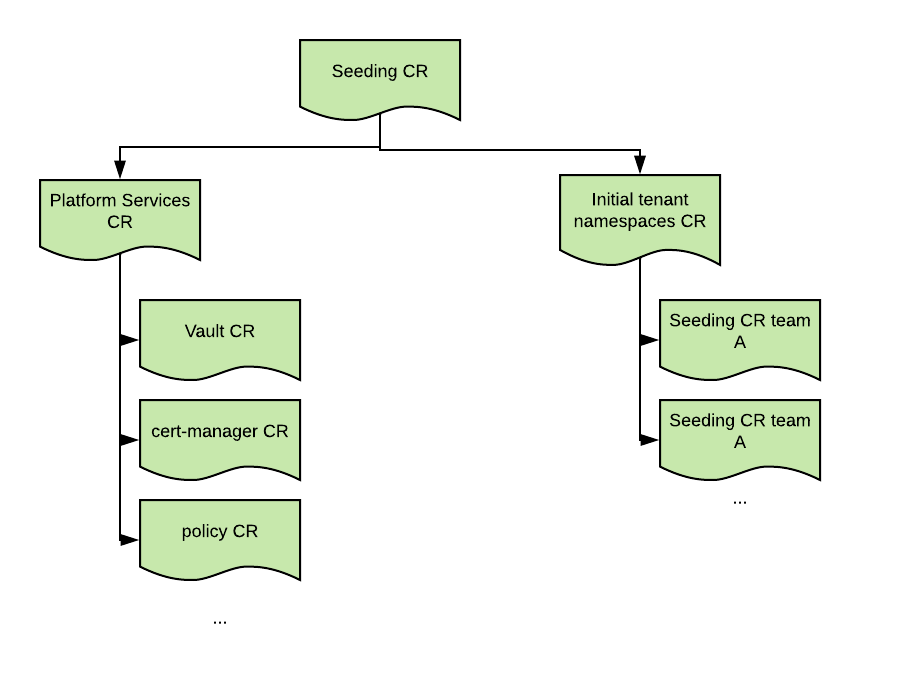 Seeding CR
Platform Services
CR
Initial tenant
namespaces CR
Vault CR
cert-manager CR
policy CR
...
Seeding CR team
A
Seeding CR team
A
...